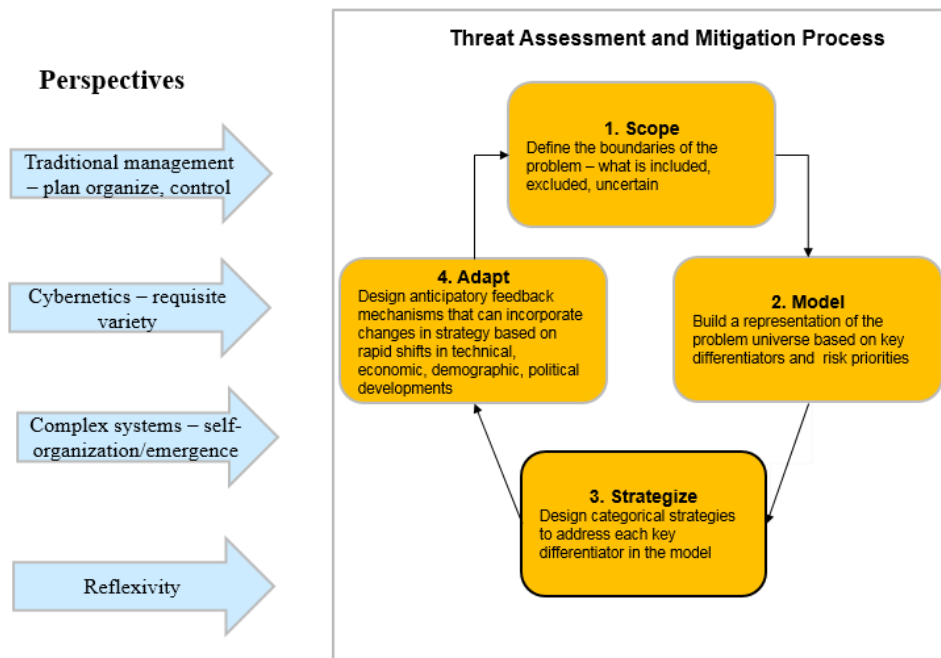 Threat Assessment and Mitigation Process
Perspectives
Traditional management
– plan organize, control
Cybernetics – requisite
variety
Complex systems – self-
organization/emergence
Reflexivity
1. Scope
Define the boundaries of the
problem – what is included,
excluded, uncertain
2. Model
Build a representation of the
problem universe based on key
differentiators and risk priorities
3. Strategize
Design categorical strategies
to address each key
differentiator in the model
4. Adapt
Design anticipatory feedback
mechanisms that can incorporate
changes in strategy based on
rapid shifts in technical,
economic, demographic, political
developments